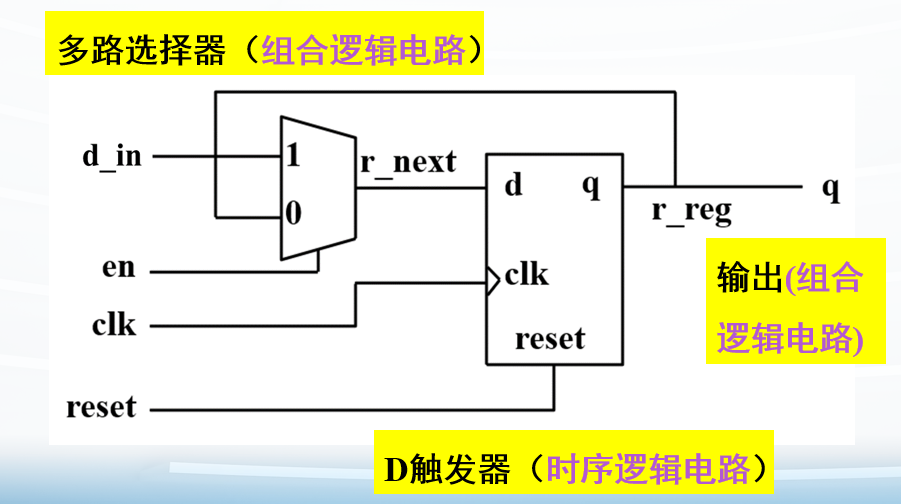 多路选择器（组合逻辑电路）
d_in
1
r_next
d
q
q
0
r_reg
en
clk
输出(组合
逻辑电路)
clk
reset
reset
D触发器（时序逻辑电路）